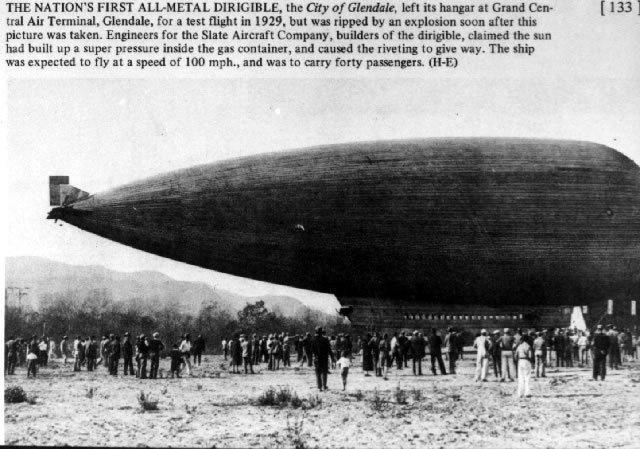 THE NATION'S FIRST ALL-METAL DIRIGIBLE, the City of Glendale, left its hangar at Grand Cen-
tral Air Terminal, Glendale, for a test flight in 1929, but was ripped by an explosion soon after this
picture was taken. Engineers for the Slate Aircraft Company, builders of the dirigible, claimed the sun
had built up a super pressure inside the gas container, and caused the riveting to give way. The ship
was expected to fly at a speed of 100 mph., and was to carry forty passengers. (H-E)
[133]